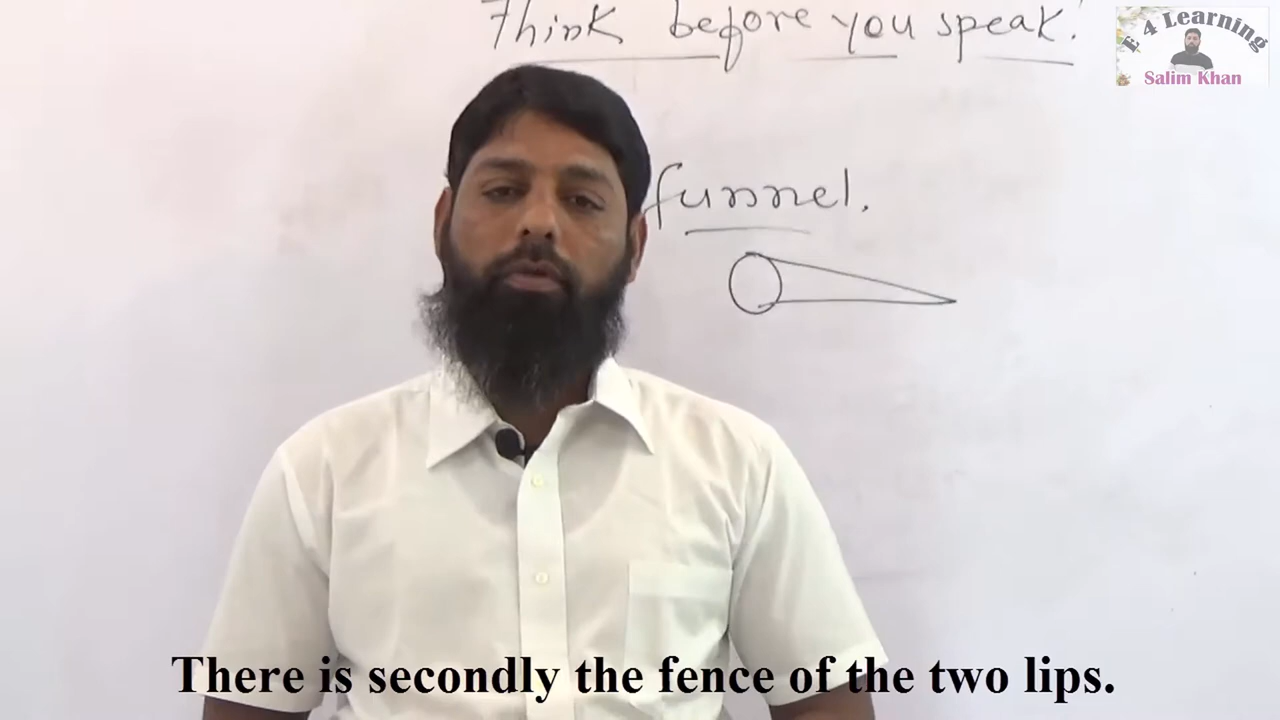 Think before you speak!
E 4 Learning
Salim Khan
funnel.
There is secondly the fence of the two lips.